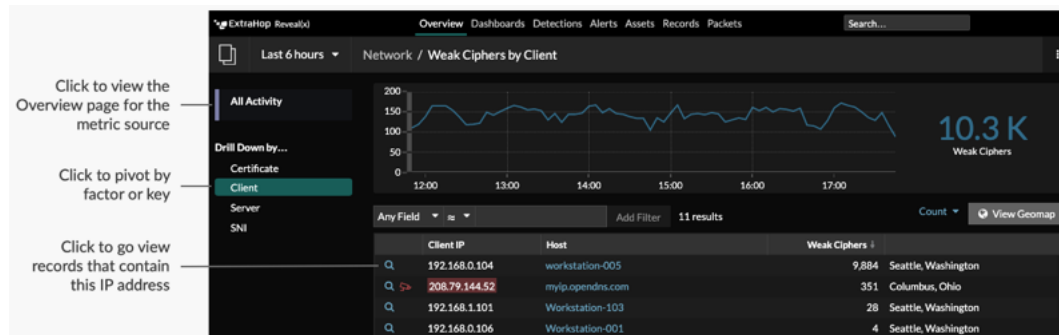 ExtraHop Reveal(x)
Overview Dashboards Detections Alerts Assets Records Packets
Search...
Last 6 hours
Network / Weak Ciphers by Client
Click to view the
Overview page for the
metric source
All Activity
Drill Down by...
Certificate
Client
Server
SNI
Click to pivot by
factor or key
Click to go view
records that contain
this IP address
200
150
100
50
0
12:00 13:00 14:00 15:00 16:00 17:00
10.3 K
Weak Ciphers
Any Field ≈ Add Filter 11 results Count View Geomap
Client IP Host Weak Ciphers ↓
192.168.0.104 workstation-005 9,884 Seattle, Washington
208.79.144.52 myip.opendns.com 351 Columbus, Ohio
192.168.1.101 Workstation-103 28 Seattle, Washington
192.168.0.106 Workstation-001 4 Seattle, Washington